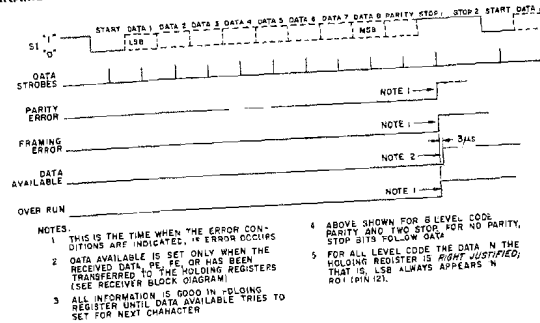 START DATA 1 DATA 2 DATA 3 DATA 4 DATA 5 DATA 6 DATA 7 DATA 8 PARITY STOP 1 STOP 2 START DATA
SI "1"
"0"
LSB
MSB
DATA
STROBES
PARITY
ERROR
NOTE 1
FRAMING
ERROR
NOTE 1
3µs
DATA
AVAILABLE
NOTE 2
OVER RUN
NOTE 1
NOTES.
1 THIS IS THE TIME WHEN THE ERROR CON-
DITIONS ARE INDICATED, IF ERROR OCCURS
2 DATA AVAILABLE IS SET ONLY WHEN THE
RECEIVED DATA, PE, FE, OR HAS BEEN
TRANSFERRED TO THE HOLDING REGISTERS
(SEE RECEIVER BLOCK DIAGRAM)
3 ALL INFORMATION IS GOOD IN HOLDING
REGISTER UNTIL DATA AVAILABLE TRIES TO
SET FOR NEXT CHARACTER
4 ABOVE SHOWN FOR 8 LEVEL CODE
PARITY AND TWO STOP FOR NO PARITY,
STOP BITS FOLLOW DATA
5 FOR ALL LEVEL CODE THE DATA IN THE
HOLDING REGISTER IS RIGHT JUSTIFIED;
THAT IS, LSB ALWAYS APPEARS IN
RD1 (PIN 12).